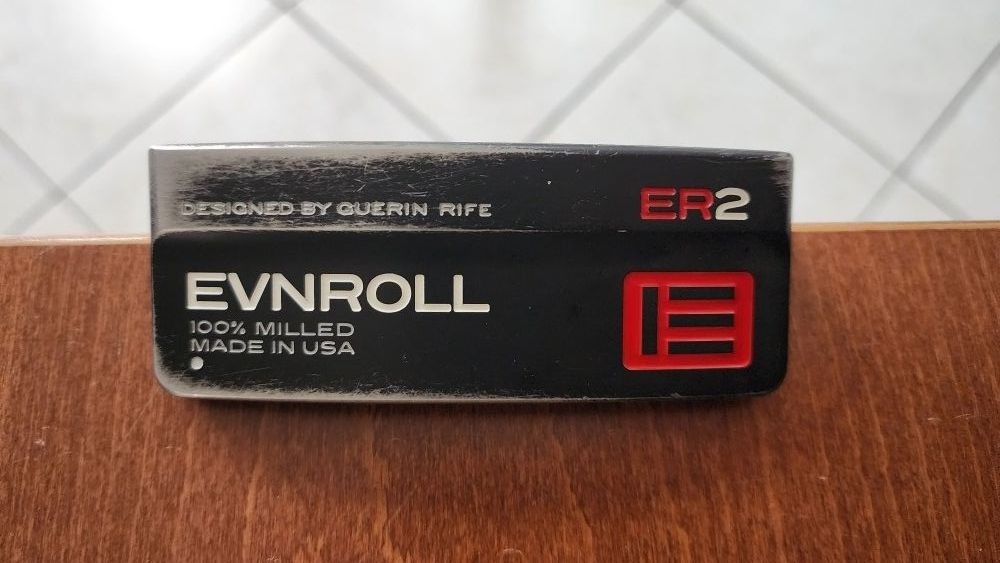 DESIGNED BY GUERIN RIFE
ER2
EVNROLL
100% MILLED
MADE IN USA